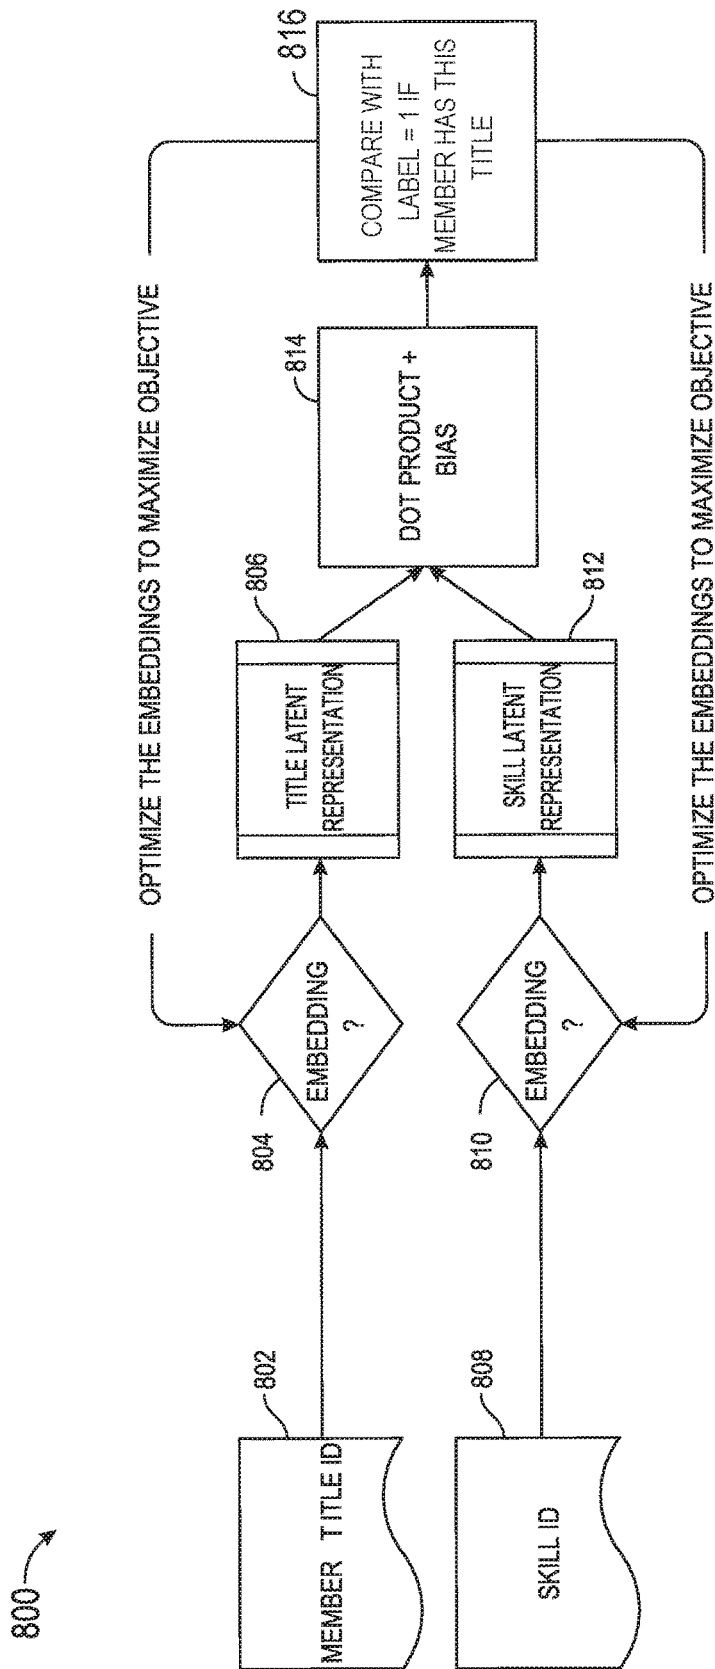 800
OPTIMIZE THE EMBEDDINGS TO MAXIMIZE OBJECTIVE
802
MEMBER TITLE ID
804
EMBEDDING
?
806
TITLE LATENT
REPRESENTATION
808
SKILL ID
810
EMBEDDING
?
812
SKILL LATENT
REPRESENTATION
814
DOT PRODUCT +
BIAS
816
COMPARE WITH
LABEL = 1 IF
MEMBER HAS THIS
TITLE
OPTIMIZE THE EMBEDDINGS TO MAXIMIZE OBJECTIVE